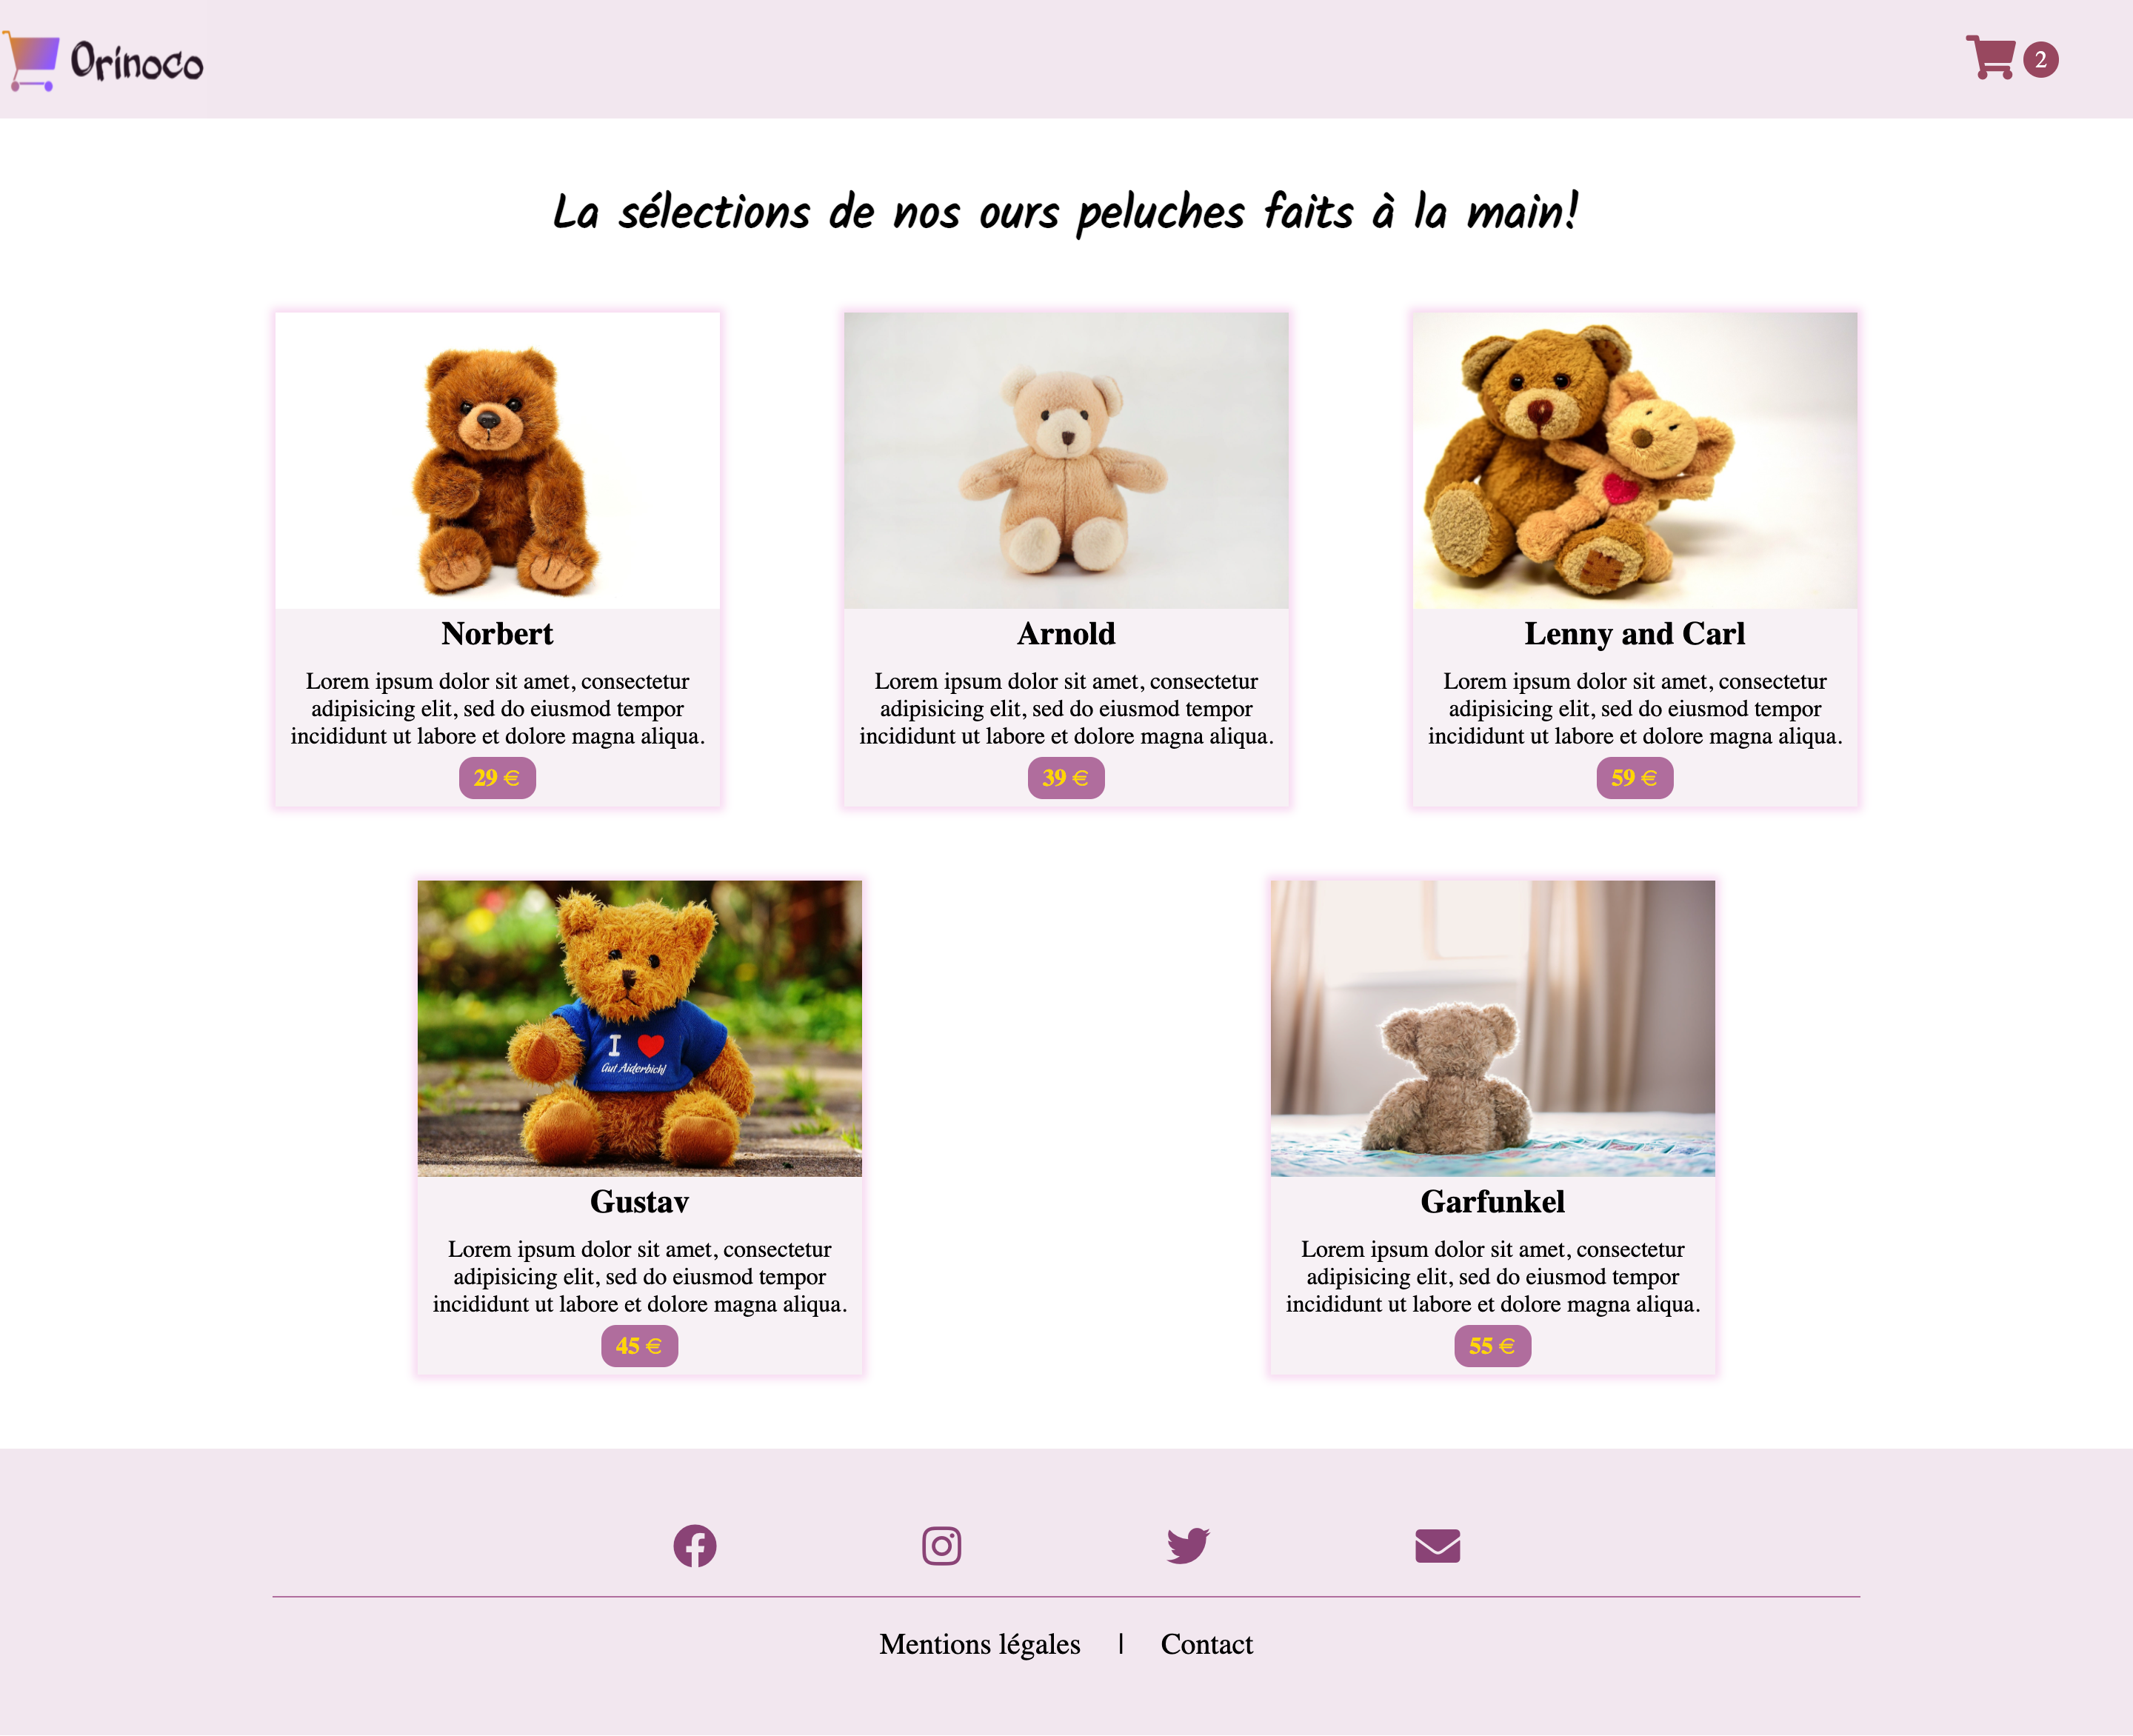 Orinoco
2
La sélections de nos ours peluches faits à la main!
Norbert
Lorem ipsum dolor sit amet, consectetur
adipisicing elit, sed do eiusmod tempor
incididunt ut labore et dolore magna aliqua.
29 €
Arnold
Lorem ipsum dolor sit amet, consectetur
adipisicing elit, sed do eiusmod tempor
incididunt ut labore et dolore magna aliqua.
39 €
Lenny and Carl
Lorem ipsum dolor sit amet, consectetur
adipisicing elit, sed do eiusmod tempor
incididunt ut labore et dolore magna aliqua.
59 €
I ❤
Gut Aiderbichl
Gustav
Lorem ipsum dolor sit amet, consectetur
adipisicing elit, sed do eiusmod tempor
incididunt ut labore et dolore magna aliqua.
45 €
Garfunkel
Lorem ipsum dolor sit amet, consectetur
adipisicing elit, sed do eiusmod tempor
incididunt ut labore et dolore magna aliqua.
55 €
Mentions légales | Contact